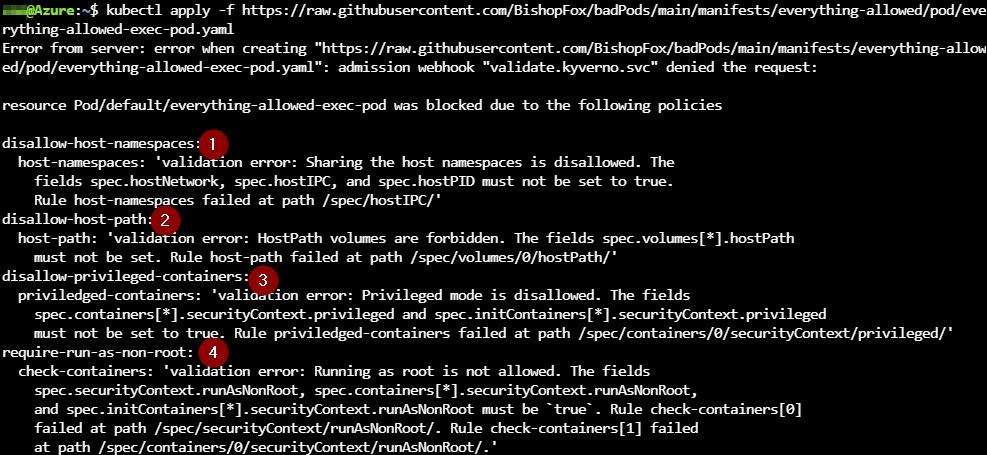 @Azure:~$ kubectl apply -f https://raw.githubusercontent.com/BishopFox/badPods/main/manifests/everything-allowed/pod/eve
rything-allowed-exec-pod.yaml
Error from server: error when creating "https://raw.githubusercontent.com/BishopFox/badPods/main/manifests/everything-allow
ed/pod/everything-allowed-exec-pod.yaml": admission webhook "validate.kyverno.svc" denied the request:
resource Pod/default/everything-allowed-exec-pod was blocked due to the following policies
disallow-host-namespaces: 1
host-namespaces: 'validation error: Sharing the host namespaces is disallowed. The
fields spec.hostNetwork, spec.hostIPC, and spec.hostPID must not be set to true.
Rule host-namespaces failed at path /spec/hostIPC/'
disallow-host-path: 2
host-path: 'validation error: HostPath volumes are forbidden. The fields spec.volumes[*].hostPath
must not be set. Rule host-path failed at path /spec/volumes/0/hostPath/'
disallow-privileged-containers: 3
priviledged-containers: 'validation error: Privileged mode is disallowed. The fields
spec.containers[*].securityContext.privileged and spec.initContainers[*].securityContext.privileged
must not be set to true. Rule priviledged-containers failed at path /spec/containers/0/securityContext/privileged/'
require-run-as-non-root: 4
check-containers: 'validation error: Running as root is not allowed. The fields
spec.securityContext.runAsNonRoot, spec.containers[*].securityContext.runAsNonRoot,
and spec.initContainers[*].securityContext.runAsNonRoot must be `true`. Rule check-containers[0]
failed at path /spec/securityContext/runAsNonRoot/. Rule check-containers[1] failed
at path /spec/containers/0/securityContext/runAsNonRoot/.'